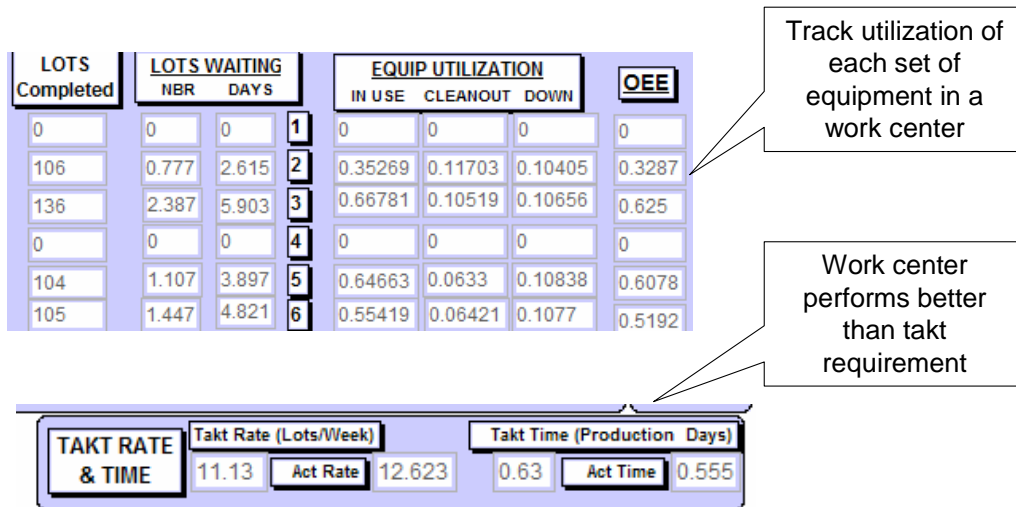 LOTS Completed
LOTS WAITING
NBR DAYS
EQUIP UTILIZATION
IN USE CLEANOUT DOWN
OEE
0 0 0 1 0 0 0 0
106 0.777 2.615 2 0.35269 0.11703 0.10405 0.3287
136 2.387 5.903 3 0.66781 0.10519 0.10656 0.625
0 0 0 4 0 0 0 0
104 1.107 3.897 5 0.64663 0.0633 0.10838 0.6078
105 1.447 4.821 6 0.55419 0.06421 0.1077 0.5192
Track utilization of
each set of
equipment in a
work center
Work center
performs better
than takt
requirement
TAKT RATE
& TIME
Takt Rate (Lots/Week)
11.13 Act Rate 12.623
Takt Time (Production Days)
0.63 Act Time 0.555